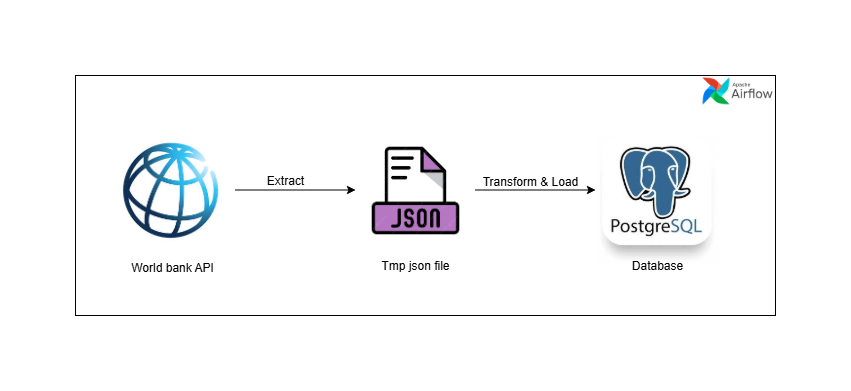 Apache
Airflow
Extract
Transform & Load
JSON
PostgreSQL
World bank API
Tmp json file
Database